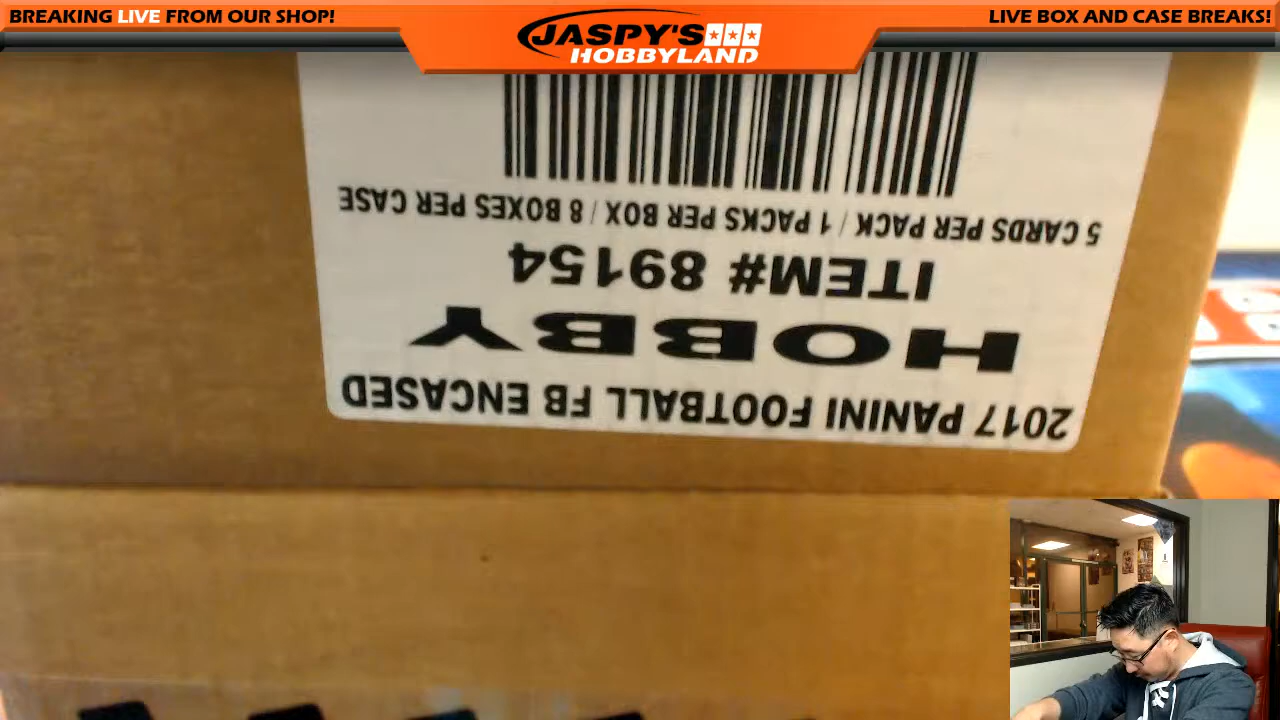 BREAKING LIVE FROM OUR SHOP!
JASPY'S
HOBBYLAND
LIVE BOX AND CASE BREAKS!
2017 PANINI FOOTBALL FB ENCASED
HOBBY
ITEM# 89154
5 CARDS PER PACK / 1 PACKS PER BOX / 8 BOXES PER CASE